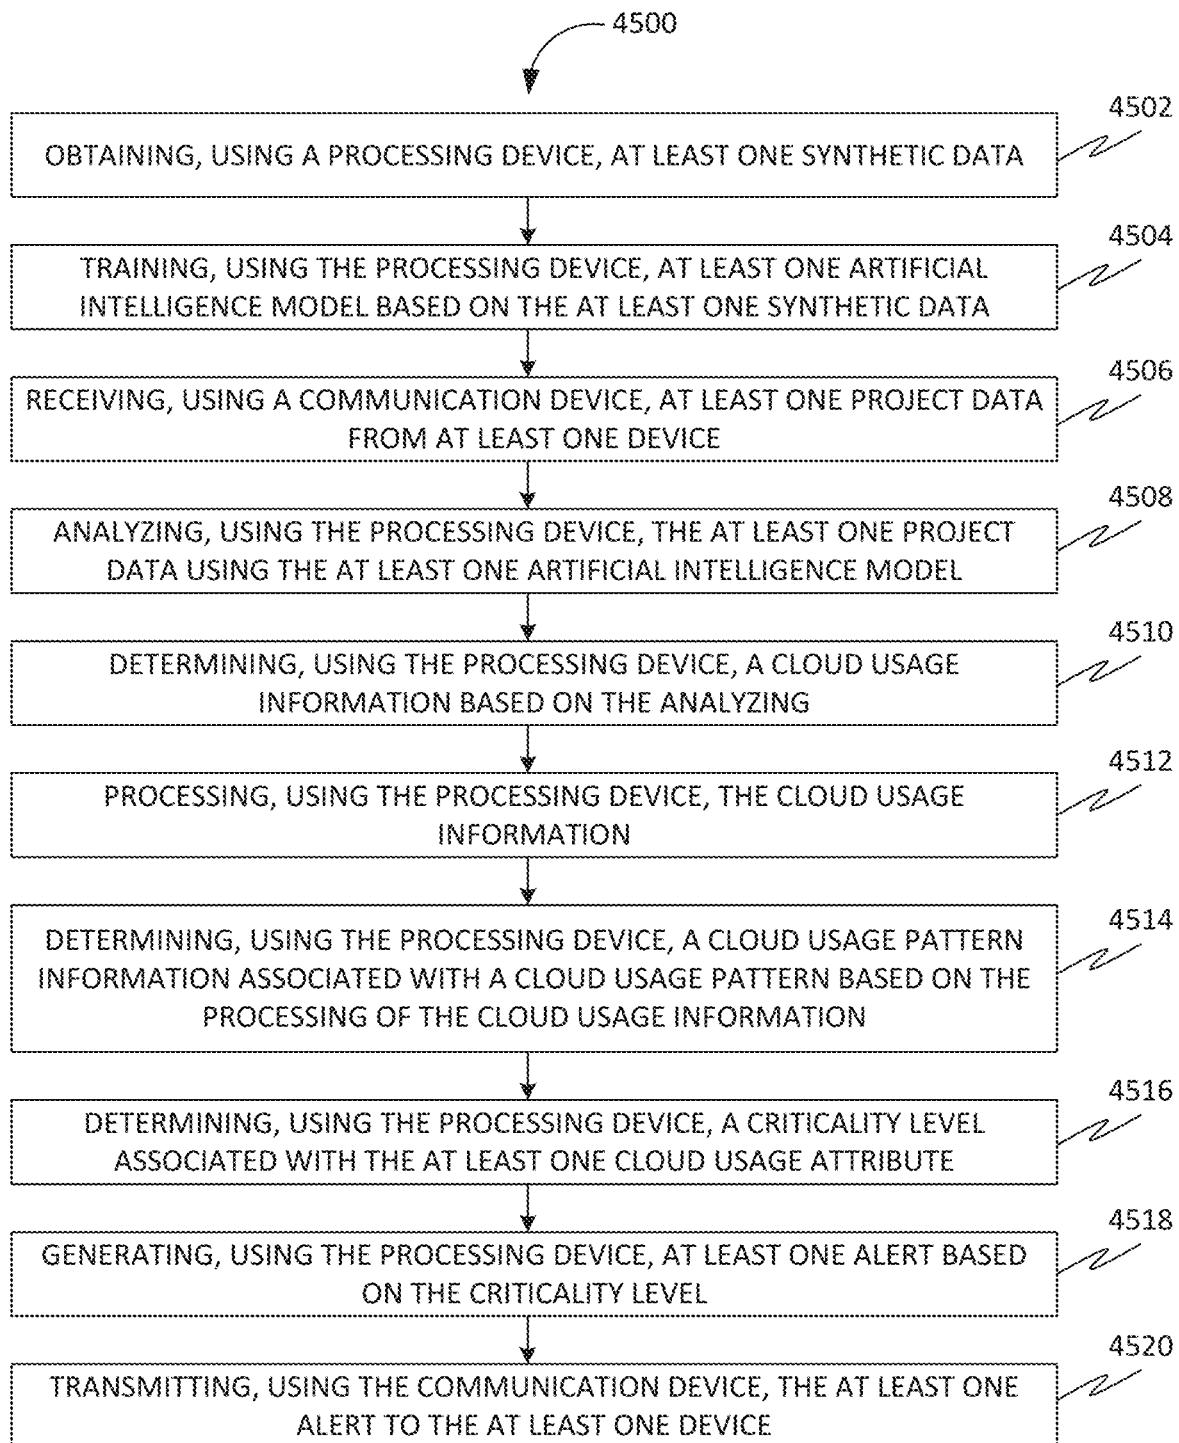 4500
4502
OBTAINING, USING A PROCESSING DEVICE, AT LEAST ONE SYNTHETIC DATA
4504
TRAINING, USING THE PROCESSING DEVICE, AT LEAST ONE ARTIFICIAL
INTELLIGENCE MODEL BASED ON THE AT LEAST ONE SYNTHETIC DATA
4506
RECEIVING, USING A COMMUNICATION DEVICE, AT LEAST ONE PROJECT DATA
FROM AT LEAST ONE DEVICE
4508
ANALYZING, USING THE PROCESSING DEVICE, THE AT LEAST ONE PROJECT
DATA USING THE AT LEAST ONE ARTIFICIAL INTELLIGENCE MODEL
4510
DETERMINING, USING THE PROCESSING DEVICE, A CLOUD USAGE
INFORMATION BASED ON THE ANALYZING
4512
PROCESSING, USING THE PROCESSING DEVICE, THE CLOUD USAGE
INFORMATION
4514
DETERMINING, USING THE PROCESSING DEVICE, A CLOUD USAGE PATTERN
INFORMATION ASSOCIATED WITH A CLOUD USAGE PATTERN BASED ON THE
PROCESSING OF THE CLOUD USAGE INFORMATION
4516
DETERMINING, USING THE PROCESSING DEVICE, A CRITICALITY LEVEL
ASSOCIATED WITH THE AT LEAST ONE CLOUD USAGE ATTRIBUTE
4518
GENERATING, USING THE PROCESSING DEVICE, AT LEAST ONE ALERT BASED
ON THE CRITICALITY LEVEL
4520
TRANSMITTING, USING THE COMMUNICATION DEVICE, THE AT LEAST ONE
ALERT TO THE AT LEAST ONE DEVICE